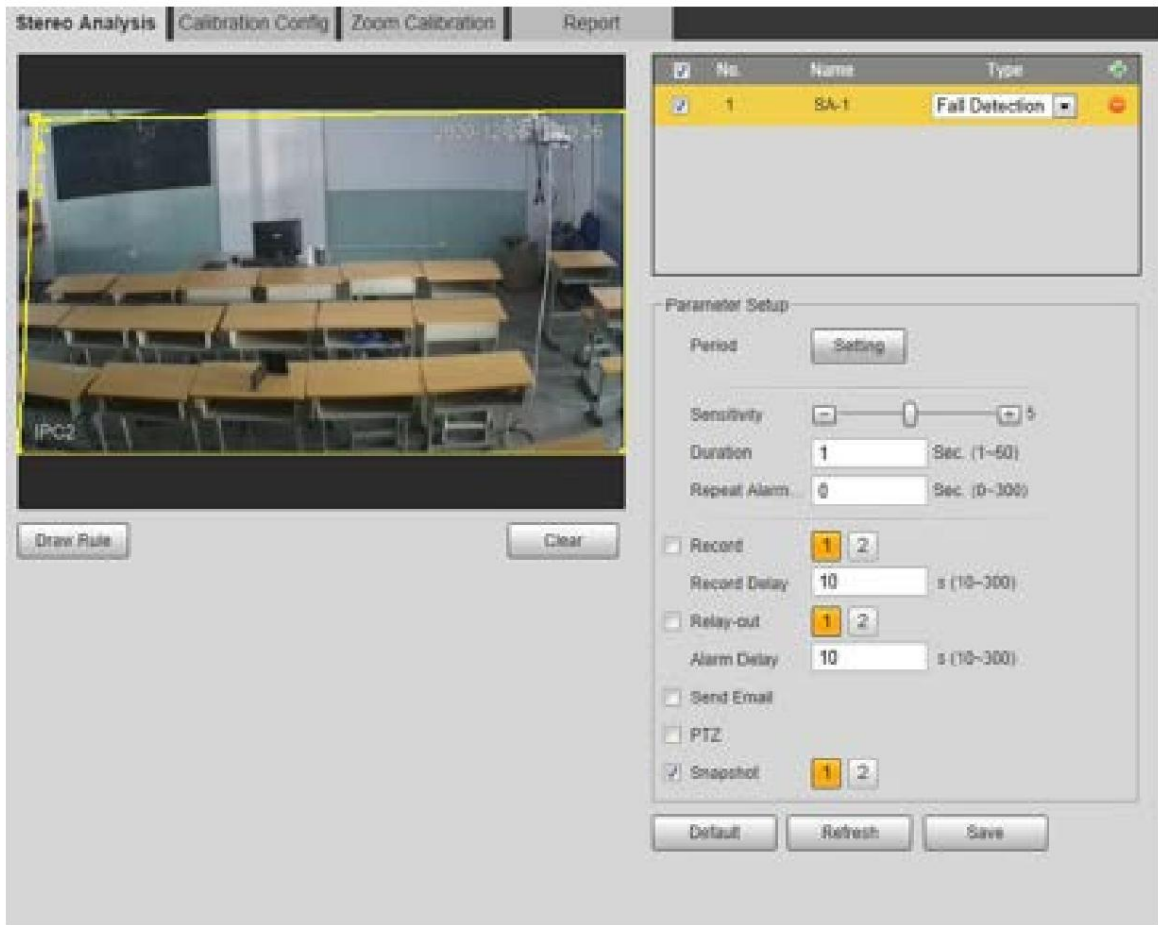 Stereo Analysis Calibration Config Zoom Calibration Report
No. Name Type
1 SA-1 Fall Detection
IPC2
Draw Rule Clear
Parameter Setup
Period Setting
Sensitivity - + 5
Duration 1 Sec. (1~60)
Repeat Alarm... 0 Sec. (0~300)
Record 1 2
Record Delay 10 s (10~300)
Relay-out 1 2
Alarm Delay 10 s (10~300)
Send Email
PTZ
Snapshot 1 2
Default Refresh Save